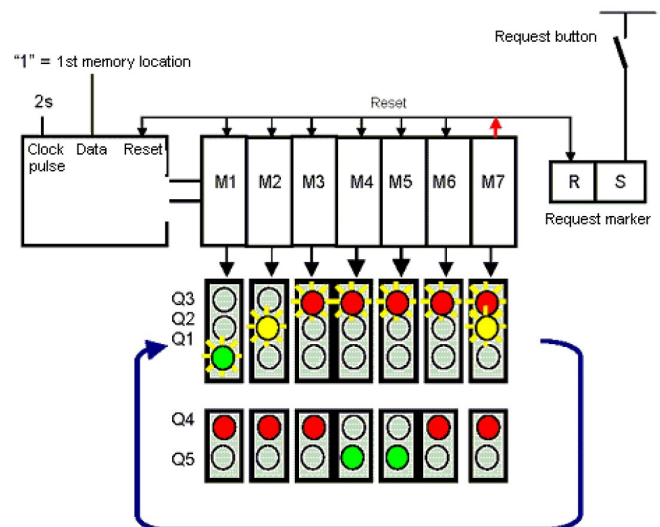 Request button
"1" = 1st memory location
2s
Reset
Clock pulse
Data
Reset
M1 M2 M3 M4 M5 M6 M7
R S
Request marker
Q3
Q2
Q1
Q4
Q5